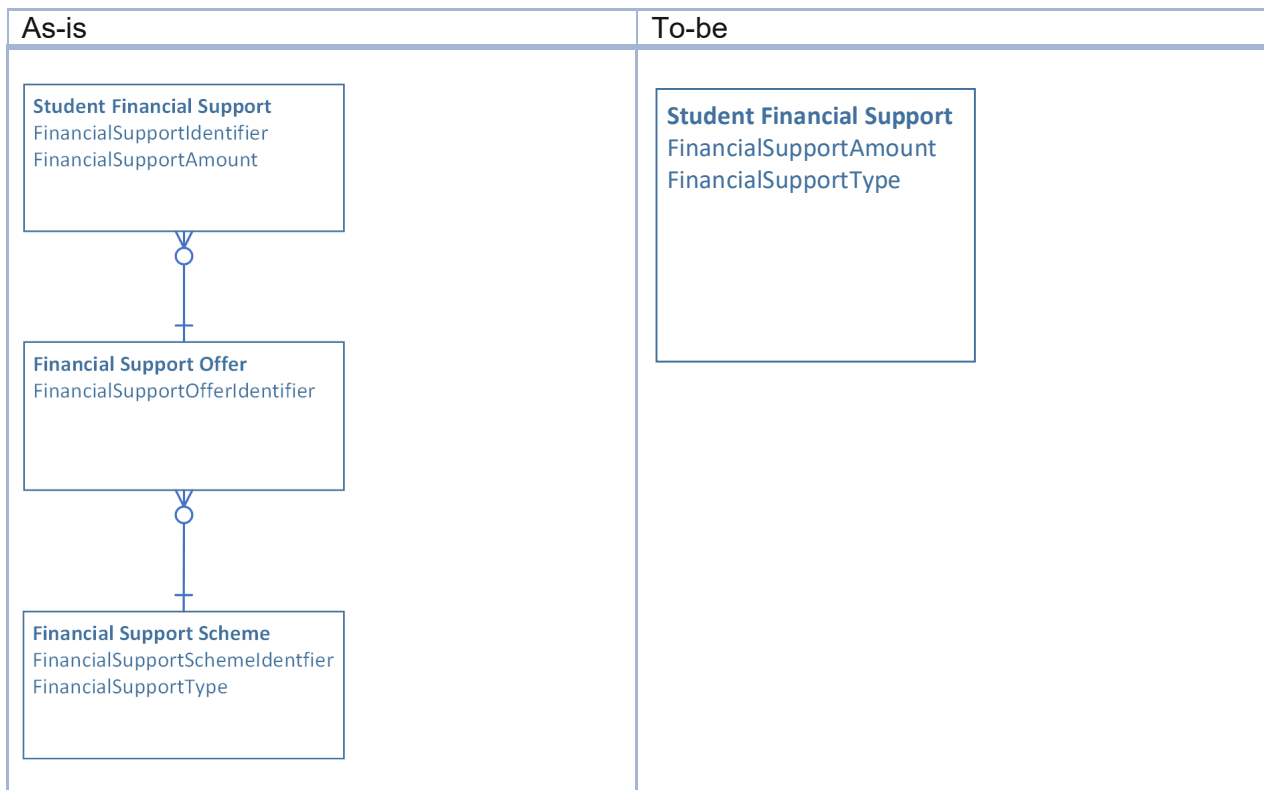 As-is
To-be
Student Financial Support
FinancialSupportIdentifier
FinancialSupportAmount
Financial Support Offer
FinancialSupportOfferIdentifier
Financial Support Scheme
FinancialSupportSchemeIdentfier
FinancialSupportType
Student Financial Support
FinancialSupportAmount
FinancialSupportType